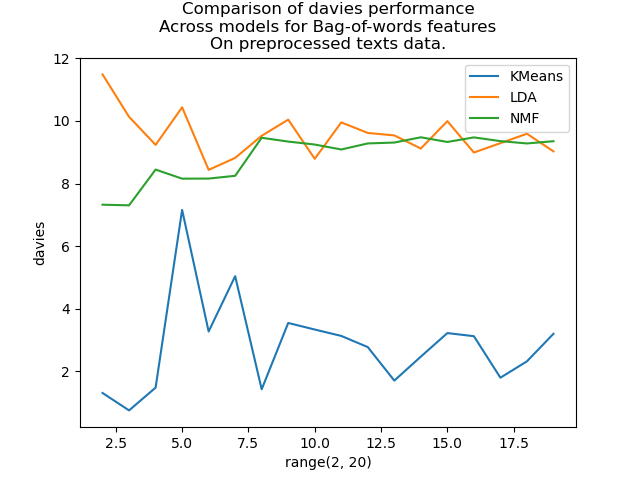 Comparison of davies performance
Across models for Bag-of-words features
On preprocessed texts data.
KMeans
LDA
NMF
12
10
8
6
4
2
davies
2.5 5.0 7.5 10.0 12.5 15.0 17.5
range(2, 20)